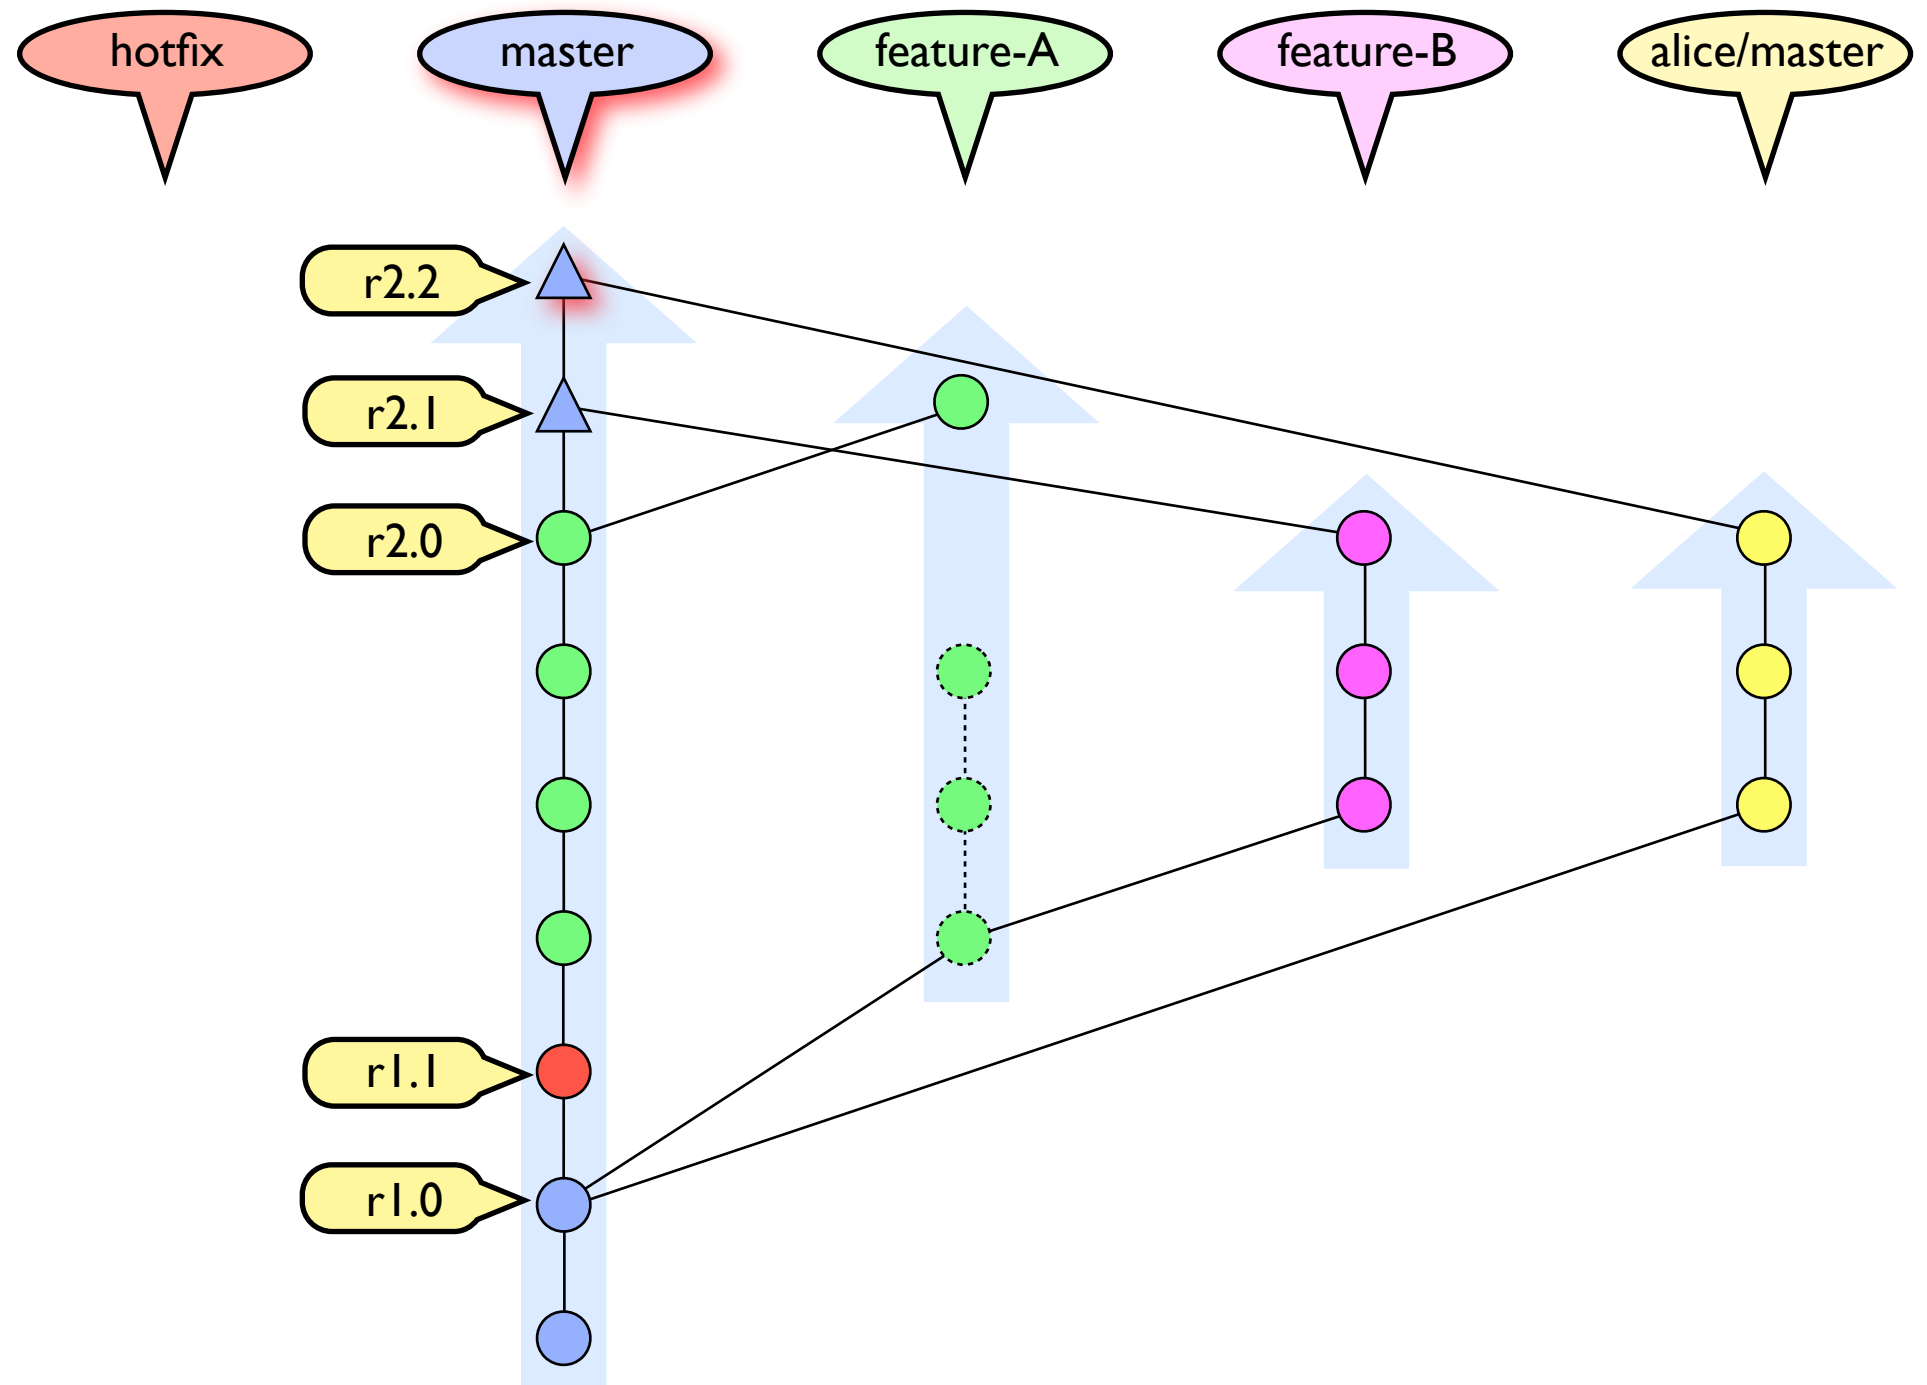 hotfix
master
feature-A
feature-B
alice/master
r2.2
r2.1
r2.0
r1.1
r1.0